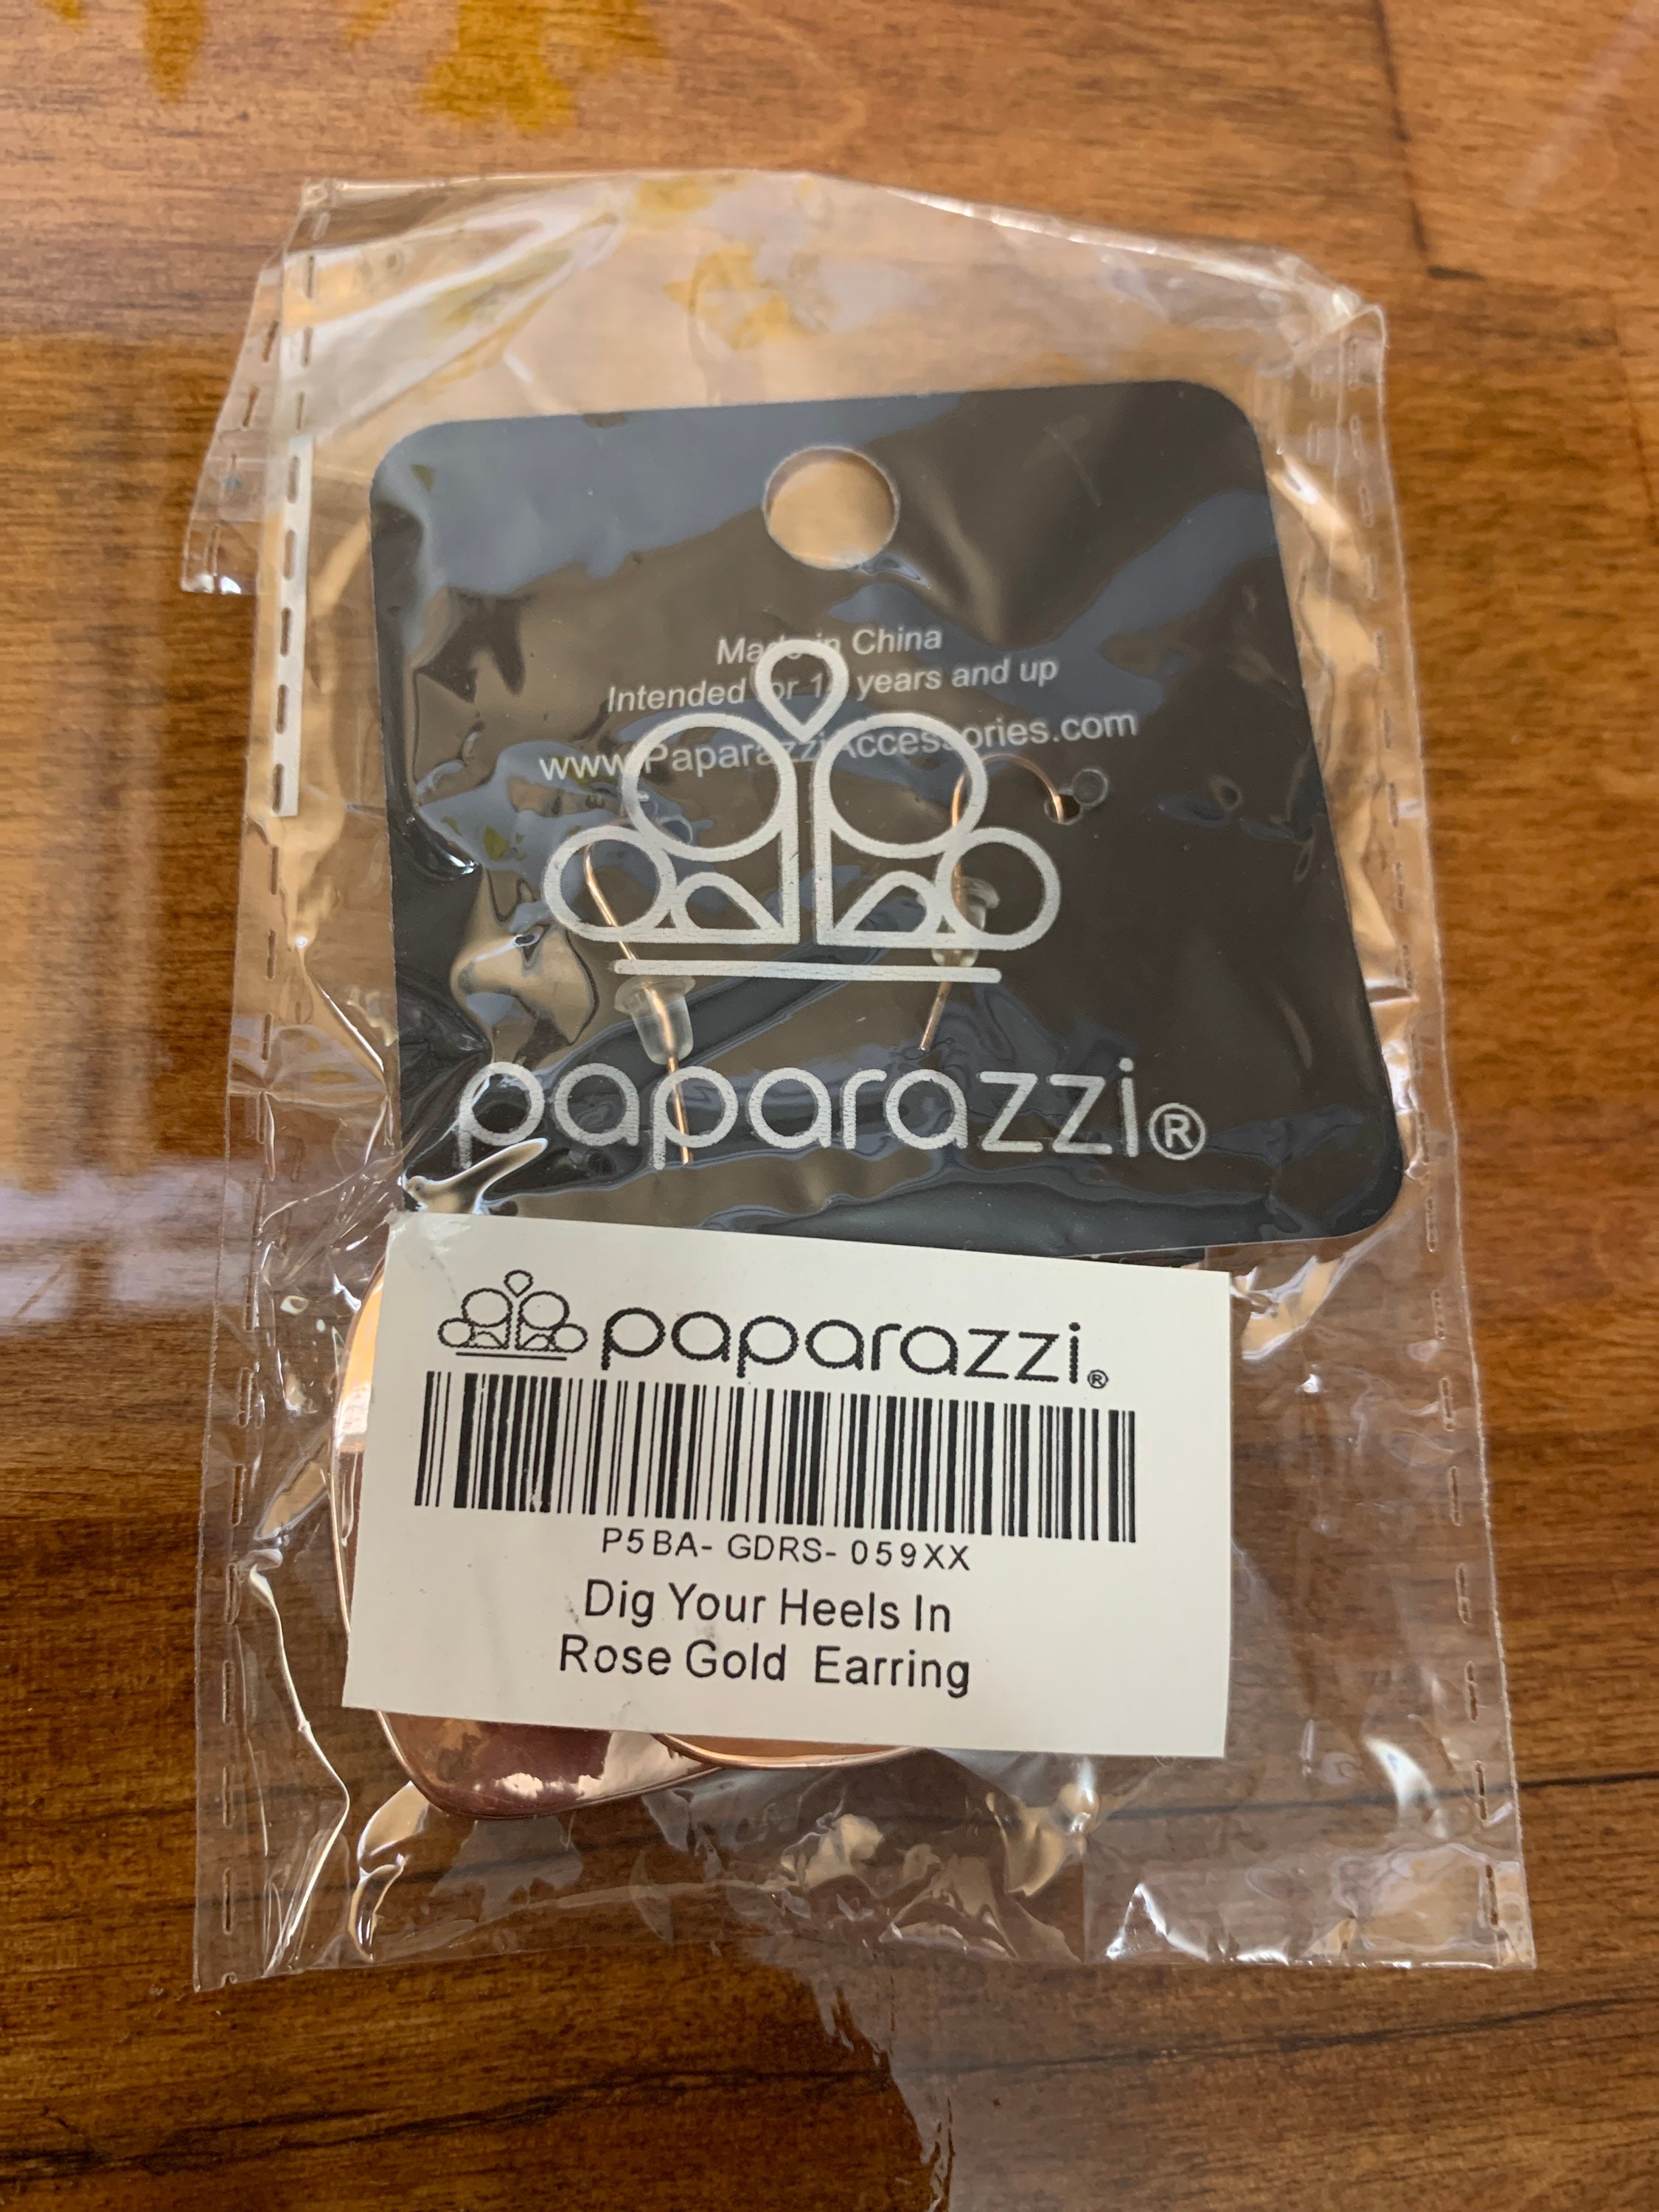 Made in China
Intended for years and up
www.PaparazziAccessories.com
paparazzi®
paparazzi®
P5BA-GDRS-059XX
Dig Your Heels In
Rose Gold Earring